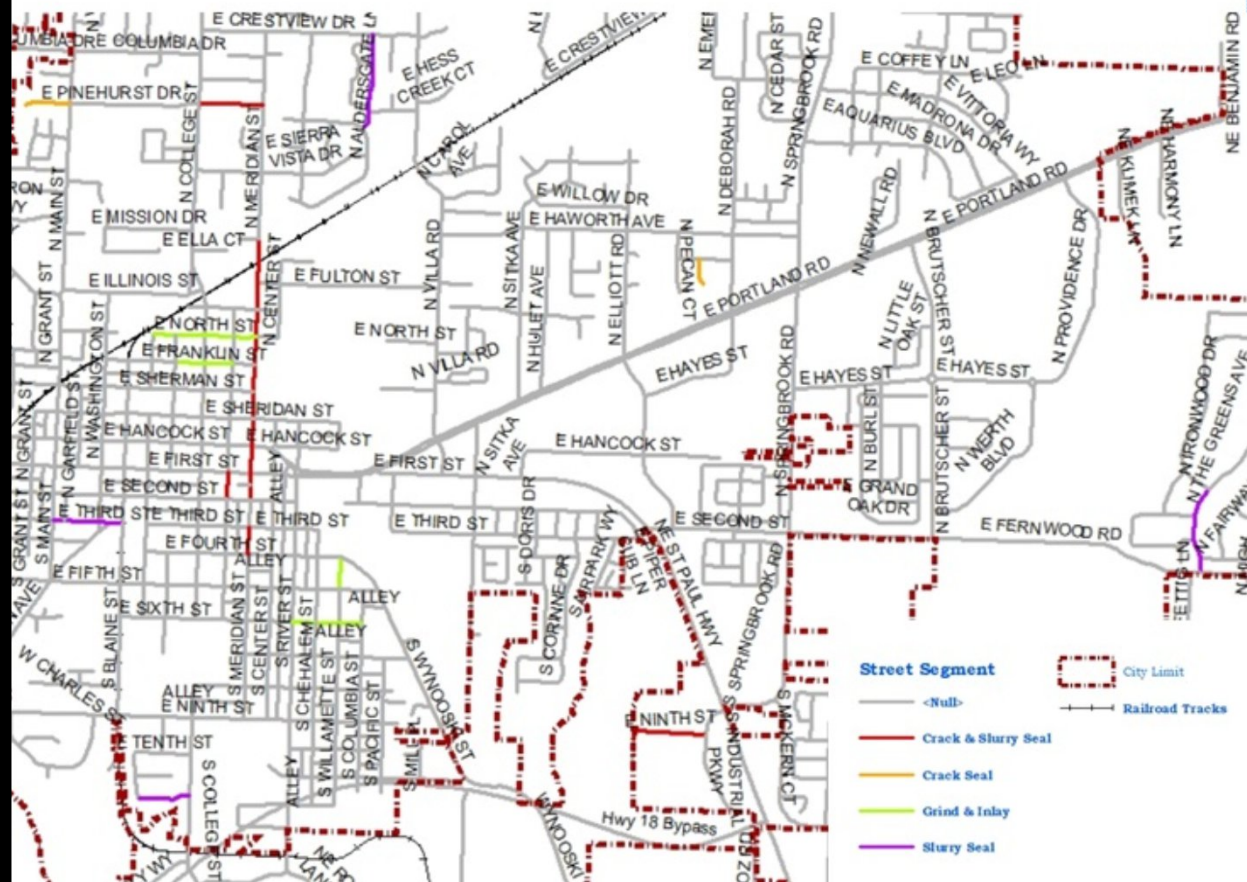 E CRESTVIEW DR
E COLUMBIA DR
E PINEHURST DR
N COLLEGE ST
N MERIDIAN ST
N ALDERSGATE LN
E HESS
CREEK CT
E SIERRA
VISTA DR
N CAROL
AVE
E CRESTVIEW
N CEDAR ST
N SPRINGBROOK RD
N DEBORAH RD
E COFFEY LN
E LEO LN
E VITTORIA WY
E MADRONA DR
E AQUARIUS BLVD
NE BENJAMIN RD
NE HARMONY LN
NE KLIMEK LN
N MAIN ST
E MISSION DR
E ELLA CT
E WILLOW DR
E HAWORTH AVE
N PECAN CT
N NEWALL RD
E PORTLAND RD
N BRUTSCHER ST
N PROVIDENCE DR
E ILLINOIS ST
N CENTER ST
E FULTON ST
N VILLA RD
N SITKA AVE
N HULET AVE
N ELLIOTT RD
E PORTLAND RD
N LITTLE
OAK ST
N GRANT ST
N WASHINGTON ST
E NORTH ST
E NORTH ST
E FRANKLIN ST
N VILLA RD
E SHERMAN ST
E HAYES ST
E HAYES ST
E HAYES ST
N SPRINGBROOK RD
N IRONWOOD DR
N THE GREENS AVE
N GRANT ST
N GARFIELD ST
E SHERIDAN ST
E HANCOCK ST
E HANCOCK ST
E HANCOCK ST
N SITKA
AVE
N BURL ST
N BRUTSCHER ST
N WERTH
BLVD
E FIRST ST
E FIRST ST
ALLEY
E SECOND ST
E GRAND
OAK DR
S GRANT ST
S MAIN ST
E THIRD ST
E THIRD ST
E THIRD ST
E THIRD ST
S DORIS DR
E SECOND ST
E FERNWOOD RD
N FAIRWAY
E FOURTH ST
ALLEY
E FIFTH ST
AVE
ALLEY
E SIXTH ST
ALLEY
S BLAINE ST
S MERIDIAN ST
S CENTER ST
S RIVER ST
S CHEHALEM ST
S WILLAMETTE ST
S COLUMBIA ST
S PACIFIC ST
S WYNOOSKI ST
S CORINNE DR
NE ST PAUL HWY
S SPRINGBROOK RD
W CHARLES ST
ALLEY
E NINTH ST
E NINTH ST
E TENTH ST
S COLLEGE ST
ALLEY
PKWY
S INDUSTRIAL
S MCKERN CT
WYNOOSKI
Hwy 18 Bypass
Street Segment
<Null>
Crack & Slurry Seal
Crack Seal
Grind & Inlay
Slurry Seal
City Limit
Railroad Tracks